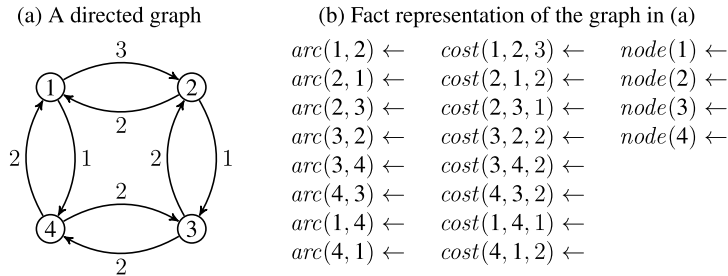 (a) A directed graph
(b) Fact representation of the graph in (a)
3
1
2
2
2
1
2
1
2
4
3
2
arc(1, 2) ← cost(1, 2, 3) ← node(1) ←
arc(2, 1) ← cost(2, 1, 2) ← node(2) ←
arc(2, 3) ← cost(2, 3, 1) ← node(3) ←
arc(3, 2) ← cost(3, 2, 2) ← node(4) ←
arc(3, 4) ← cost(3, 4, 2) ←
arc(4, 3) ← cost(4, 3, 2) ←
arc(1, 4) ← cost(1, 4, 1) ←
arc(4, 1) ← cost(4, 1, 2) ←